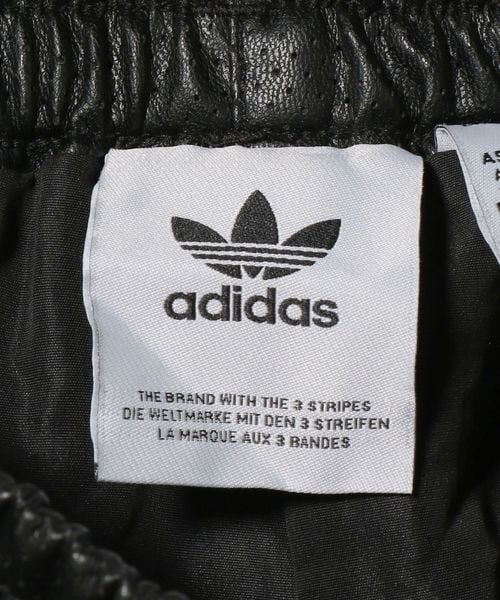 adidas
THE BRAND WITH THE 3 STRIPES
DIE WELTMARKE MIT DEN 3 STREIFEN
LA MARQUE AUX 3 BANDES